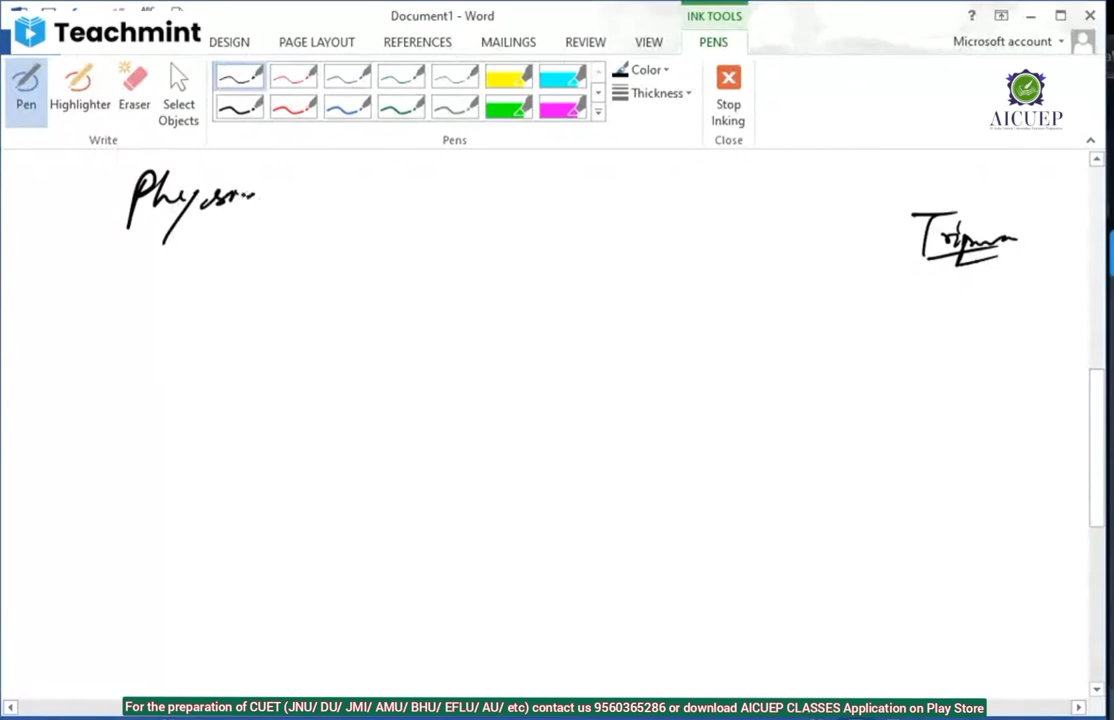 Document1 - Word
INK TOOLS
?
Teachmint
DESIGN
PAGE LAYOUT
REFERENCES
MAILINGS
REVIEW
VIEW
PENS
Microsoft account
Pen
Highlighter
Eraser
Select
Objects
Color
Thickness
Stop
Inking
Write
Pens
Close
AICUEP
For the preparation of CUET (JNU/ DU/ JMI/ AMU/ BHU/ EFLU/ AU/ etc) contact us 9560365286 or download AICUEP CLASSES Application on Play Store